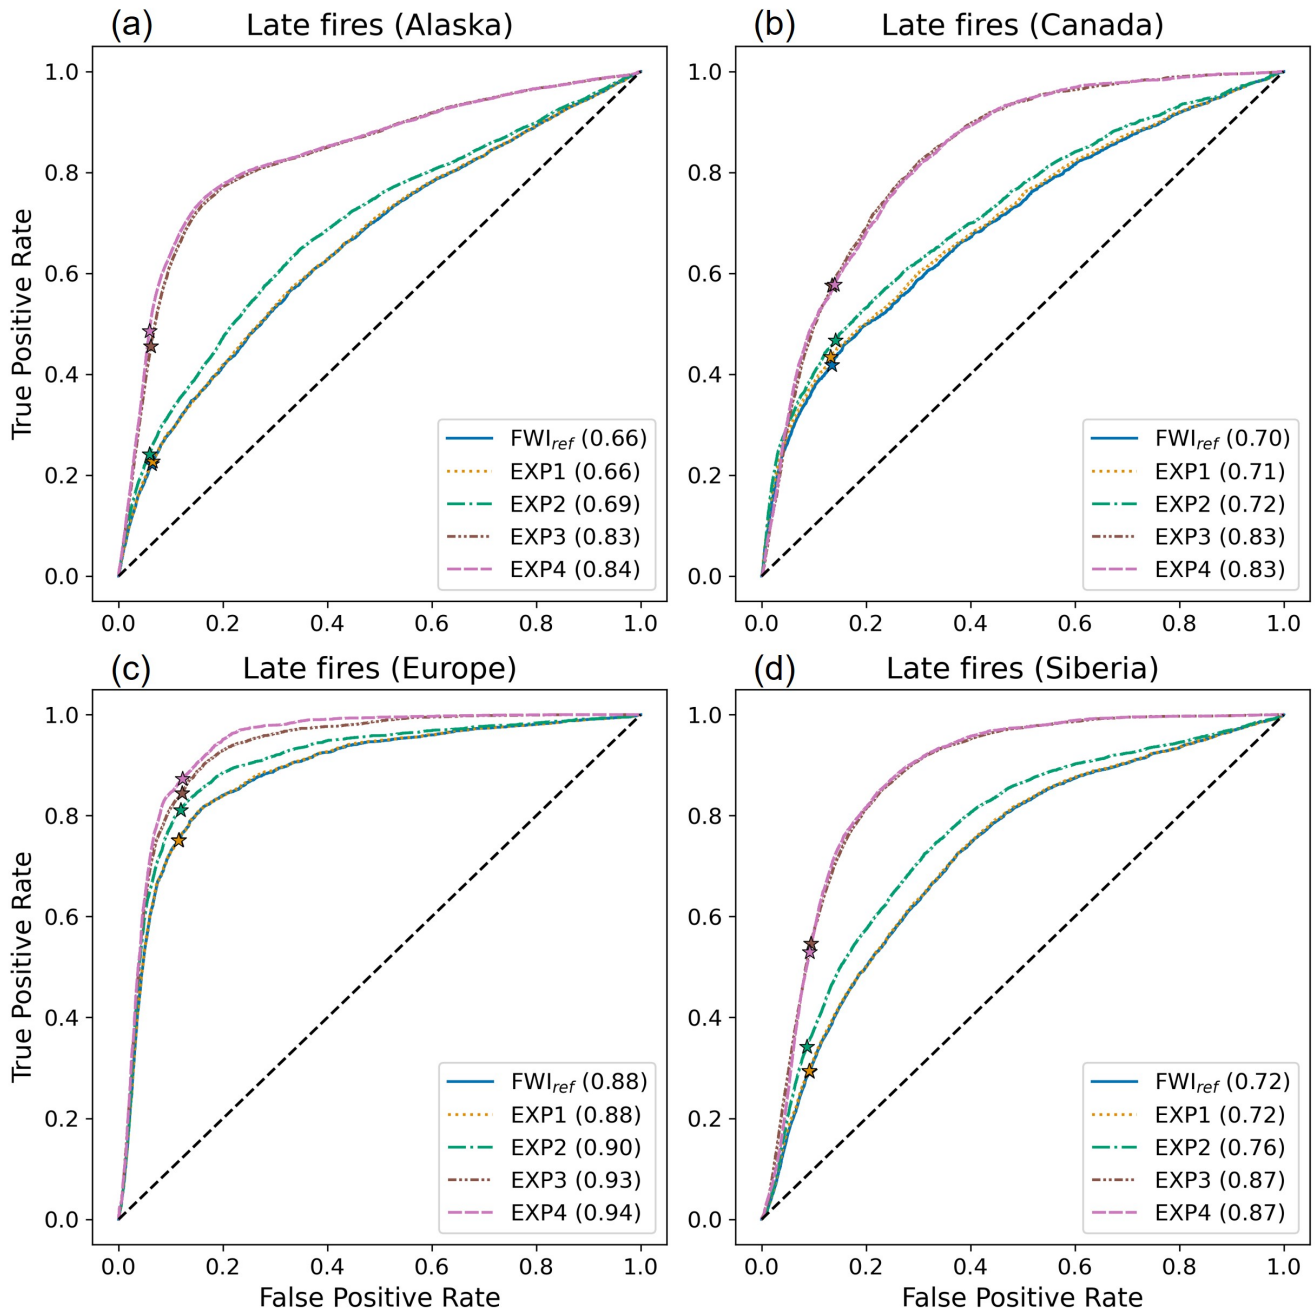 (a) Late fires (Alaska)
True Positive Rate
1.0
0.8
0.6
0.4
0.2
0.0
FWIref (0.66)
EXP1 (0.66)
EXP2 (0.69)
EXP3 (0.83)
EXP4 (0.84)
0.0 0.2 0.4 0.6 0.8 1.0
(b) Late fires (Canada)
1.0
0.8
0.6
0.4
0.2
0.0
FWIref (0.70)
EXP1 (0.71)
EXP2 (0.72)
EXP3 (0.83)
EXP4 (0.83)
0.0 0.2 0.4 0.6 0.8 1.0
(c) Late fires (Europe)
True Positive Rate
1.0
0.8
0.6
0.4
0.2
0.0
FWIref (0.88)
EXP1 (0.88)
EXP2 (0.90)
EXP3 (0.93)
EXP4 (0.94)
0.0 0.2 0.4 0.6 0.8 1.0
False Positive Rate
(d) Late fires (Siberia)
1.0
0.8
0.6
0.4
0.2
0.0
FWIref (0.72)
EXP1 (0.72)
EXP2 (0.76)
EXP3 (0.87)
EXP4 (0.87)
0.0 0.2 0.4 0.6 0.8 1.0
False Positive Rate